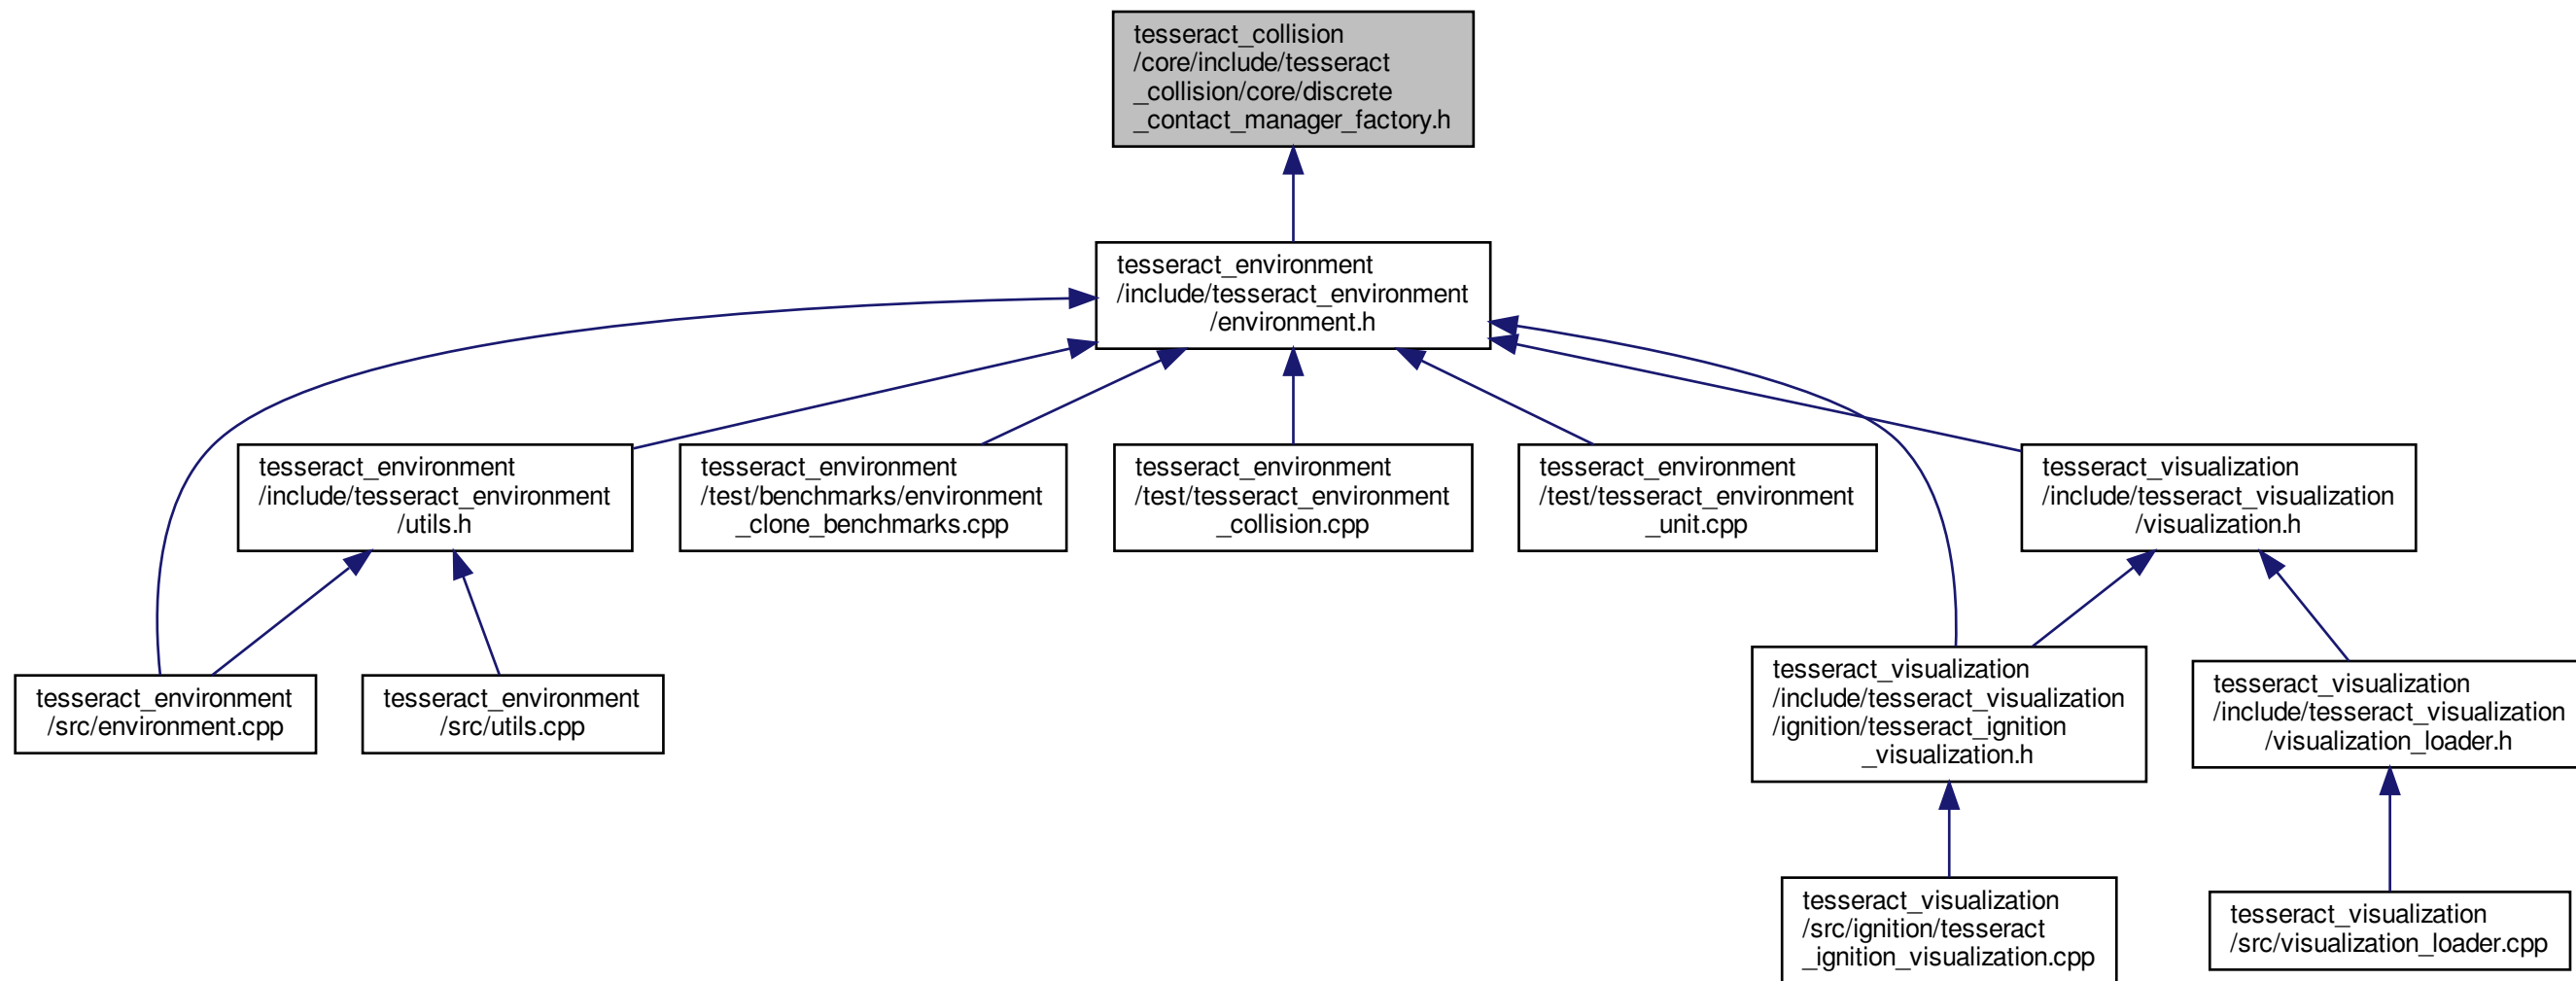 tesseract_collision
/core/include/tesseract
_collision/core/discrete
_contact_manager_factory.h
tesseract_environment
/include/tesseract_environment
/environment.h
tesseract_environment
/include/tesseract_environment
/utils.h
tesseract_environment
/test/benchmarks/environment
_clone_benchmarks.cpp
tesseract_environment
/test/tesseract_environment
_collision.cpp
tesseract_environment
/test/tesseract_environment
_unit.cpp
tesseract_visualization
/include/tesseract_visualization
/visualization.h
tesseract_environment
/src/environment.cpp
tesseract_environment
/src/utils.cpp
tesseract_visualization
/include/tesseract_visualization
/ignition/tesseract_ignition
_visualization.h
tesseract_visualization
/include/tesseract_visualization
/visualization_loader.h
tesseract_visualization
/src/ignition/tesseract
_ignition_visualization.cpp
tesseract_visualization
/src/visualization_loader.cpp